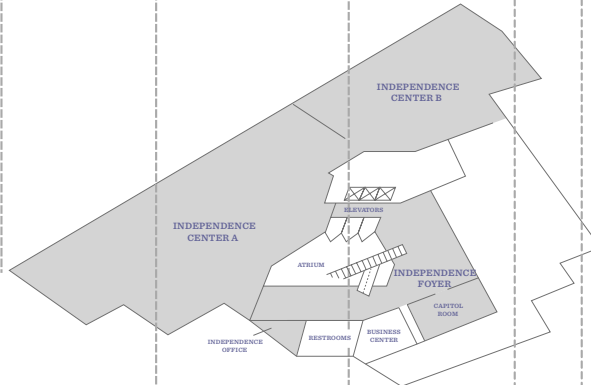 INDEPENDENCE
CENTER B
ELEVATORS
INDEPENDENCE
CENTER A
ATRIUM
INDEPENDENCE
FOYER
CAPITOL
ROOM
BUSINESS
CENTER
RESTROOMS
INDEPENDENCE
OFFICE